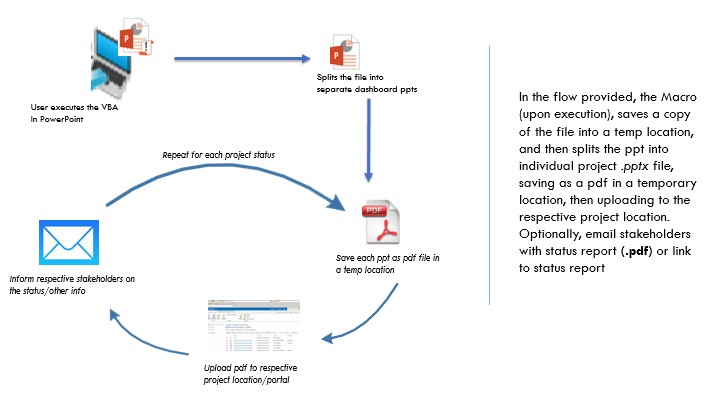 User executes the VBA
In PowerPoint
Splits the file into
separate dashboard ppts
Repeat for each project status
PDF
Save each ppt as pdf file in
a temp location
Inform respective stakeholders on
the status/other info
Upload pdf to respective
project location/portal
In the flow provided, the Macro
(upon execution), saves a copy
of the file into a temp location,
and then splits the ppt into
individual project .pptx file,
saving as a pdf in a temporary
location, then uploading to the
respective project location.
Optionally, email stakeholders
with status report (.pdf) or link
to status report